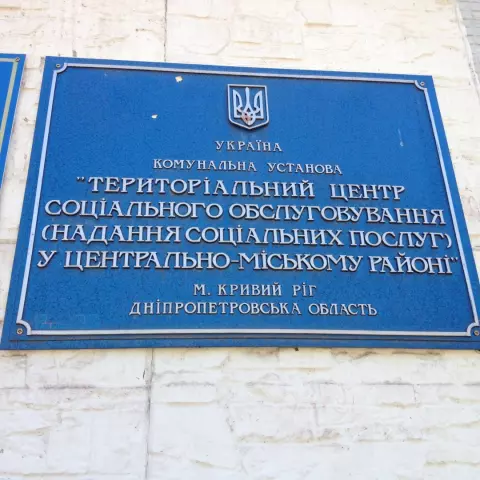 УКРАЇНА
КОМУНАЛЬНА УСТАНОВА
"ТЕРИТОРІАЛЬНИЙ ЦЕНТР
СОЦІАЛЬНОГО ОБСЛУГОВУВАННЯ
(НАДАННЯ СОЦІАЛЬНИХ ПОСЛУГ)
У ЦЕНТРАЛЬНО-МІСЬКОМУ РАЙОНІ"
М. КРИВИЙ РІГ
ДНІПРОПЕТРОВСЬКА ОБЛАСТЬ